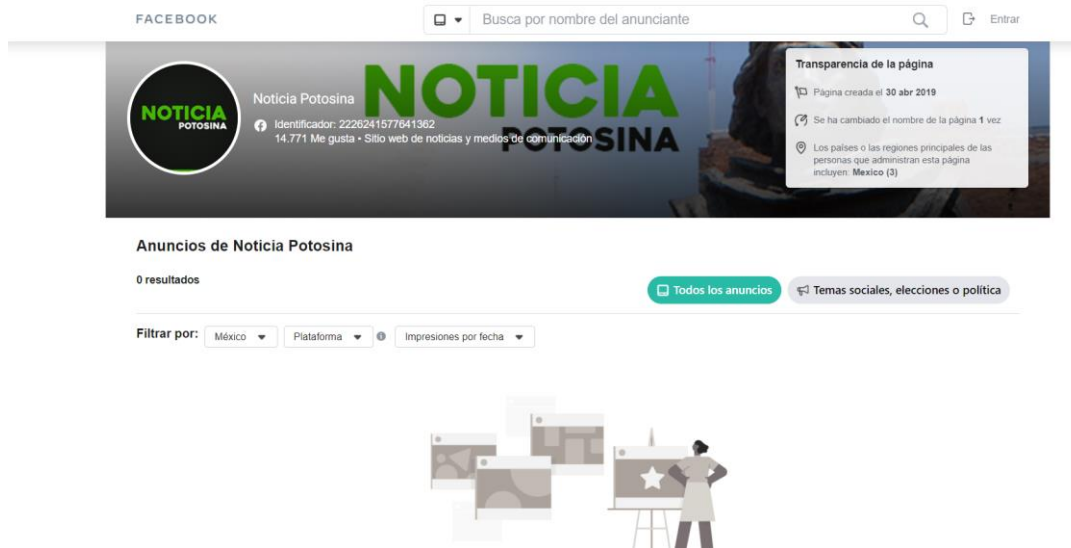 FACEBOOK
Busca por nombre del anunciante
Entrar
NOTICIA
POTOSINA
NOTICIA
POTOSINA
Noticia Potosina
Identificador: 2226241577641362
14.771 Me gusta • Sitio web de noticias y medios de comunicación
Transparencia de la página
Página creada el 30 abr 2019
Se ha cambiado el nombre de la página 1 vez
Los países o las regiones principales de las
personas que administran esta página
incluyen: Mexico (3)
Anuncios de Noticia Potosina
0 resultados
Todos los anuncios
Temas sociales, elecciones o política
Filtrar por:
México
Plataforma
Impresiones por fecha